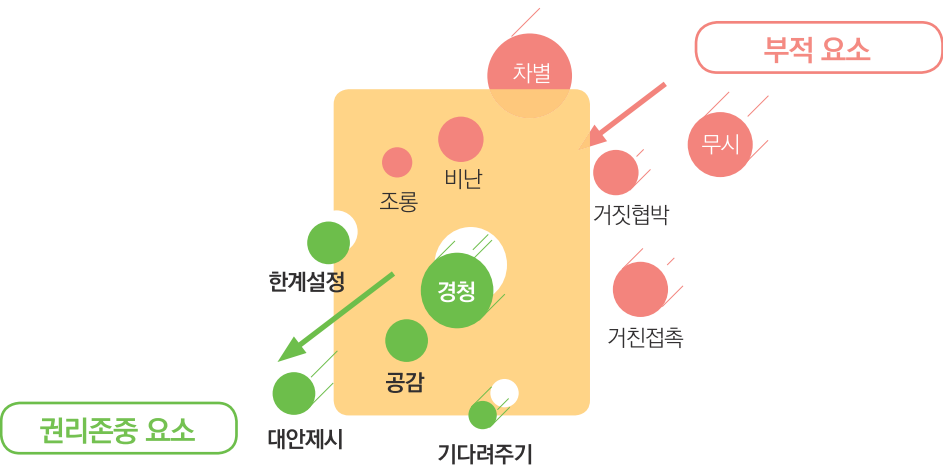 부적 요소
차별
무시
비난
조롱
거짓협박
한계설정
경청
거친접촉
공감
권리존중 요소
대안제시
기다려주기